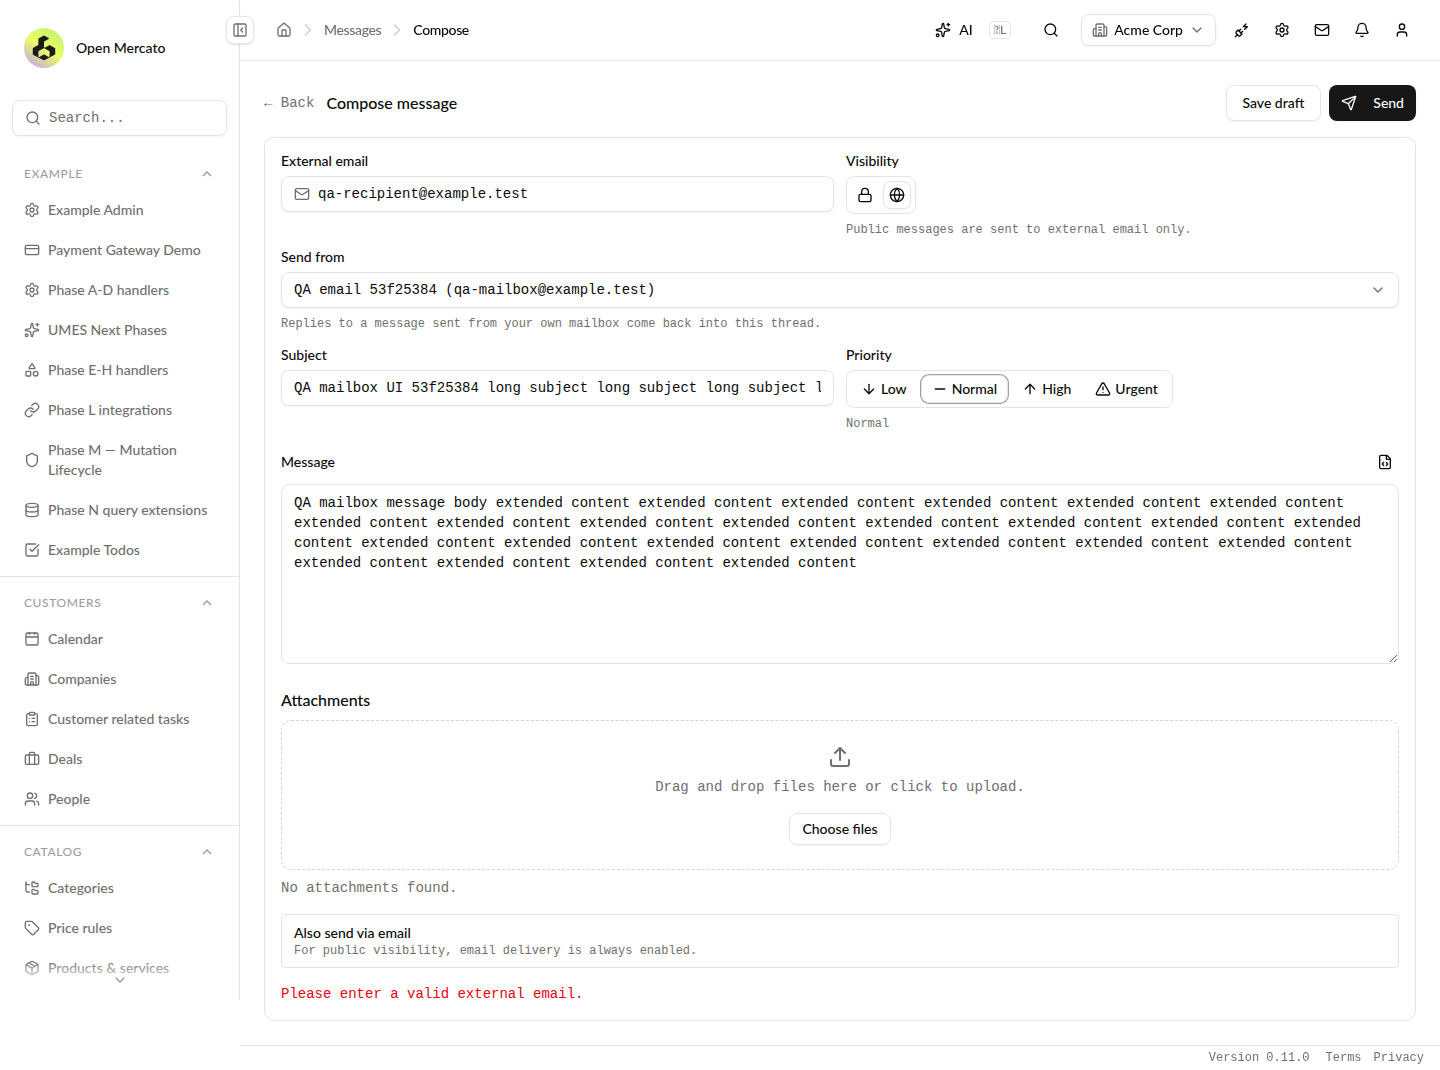 Open Mercato
Messages
Compose
AI
L
Acme Corp
Search...
← Back
Compose message
Save draft
Send
EXAMPLE
Example Admin
Payment Gateway Demo
Phase A-D handlers
UMES Next Phases
Phase E-H handlers
Phase L integrations
Phase M — Mutation
Lifecycle
Phase N query extensions
Example Todos
CUSTOMERS
Calendar
Companies
Customer related tasks
Deals
People
CATALOG
Categories
Price rules
Products & services
External email
qa-recipient@example.test
Visibility
Public messages are sent to external email only.
Send from
QA email 53f25384 (qa-mailbox@example.test)
Replies to a message sent from your own mailbox come back into this thread.
Subject
QA mailbox UI 53f25384 long subject long subject long subject l
Priority
Low
Normal
High
Urgent
Normal
Message
QA mailbox message body extended content extended content extended content extended content extended content extended content
extended content extended content extended content extended content extended content extended content extended content extended
content extended content extended content extended content extended content extended content extended content extended content
extended content extended content extended content extended content
Attachments
Drag and drop files here or click to upload.
Choose files
No attachments found.
Also send via email
For public visibility, email delivery is always enabled.
Please enter a valid external email.
Version 0.11.0
Terms
Privacy